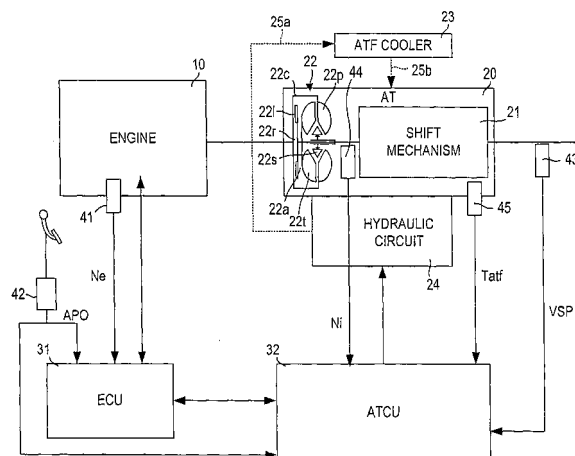 25a
23
ATF COOLER
25b
10
22c
22
22p
44
20
AT
21
22l
22r
22s
22a
22t
ENGINE
SHIFT
MECHANISM
43
41
45
HYDRAULIC
CIRCUIT
24
42
APO
Ne
Ni
Tatf
VSP
31
ECU
32
ATCU